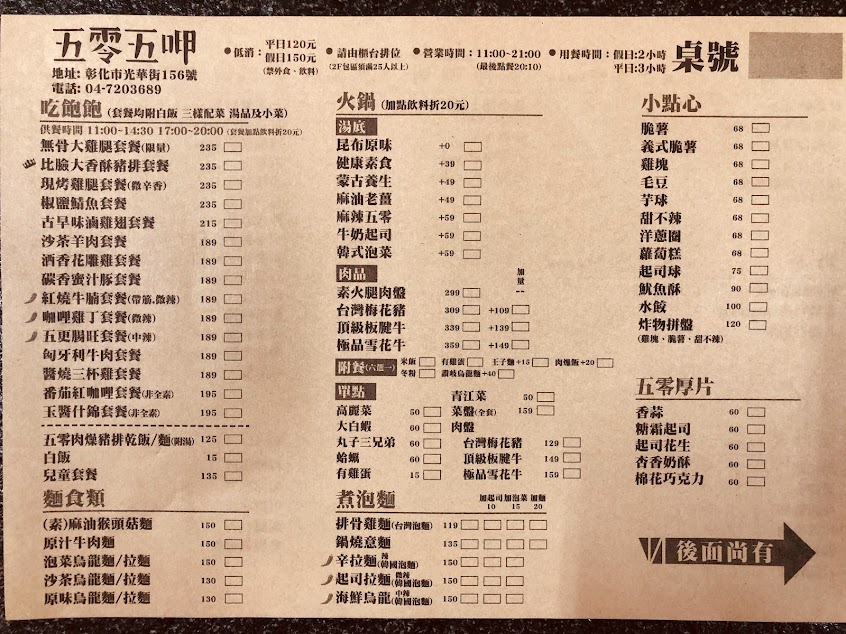 五零五呷
地址: 彰化市光華街156號
電話: 04-7203689
●低消：平日120元
假日150元
(禁外食、飲料)
●請由櫃台排位
(2F包區須滿25人以上)
●營業時間：11:00~21:00
(最後點餐20:10)
●用餐時間：假日:2小時
平日:3小時
桌號
吃飽飽 (套餐均附白飯 三樣配菜 湯品及小菜)
供餐時間 11:00~14:30 17:00~20:00 (套餐加點飲料折20元)
無骨大雞腿套餐(限量) 235
比臉大香酥豬排套餐 235
現烤雞腿套餐(微辛香) 235
椒鹽鯖魚套餐 235
古早味滷雞翅套餐 215
沙茶羊肉套餐 189
酒香花雕雞套餐 189
碳香蜜汁豚套餐 189
紅燒牛腩套餐(帶筋.微辣) 189
咖哩雞丁套餐(微辣) 189
五更腸旺套餐(中辣) 189
匈牙利牛肉套餐 189
醬燒三杯雞套餐 189
番茄紅咖哩套餐(非全素) 195
玉醬什錦套餐(非全素) 195
五零肉燥豬排乾飯/麵(附湯) 125
白飯 15
兒童套餐 135
麵食類
(素)麻油猴頭菇麵 150
原汁牛肉麵 150
泡菜烏龍麵/拉麵 150
沙茶烏龍麵/拉麵 130
原味烏龍麵/拉麵 130
火鍋 (加點飲料折20元)
湯底
昆布原味 +0
健康素食 +39
蒙古養生 +49
麻油老薑 +49
麻辣五零 +59
牛奶起司 +59
韓式泡菜 +59
肉品 加量
素火腿肉盤 299 --
台灣梅花豬 309 +109
頂級板腱牛 339 +139
極品雪花牛 359 +149
附餐(六選一) 米飯 有雞蛋 王子麵+15 肉燥飯+20
冬粉 讚岐烏龍麵+40
單點
高麗菜 50
大白蝦 60
丸子三兄弟 60
蛤蠣 60
有雞蛋 15
青江菜 50
菜盤(全套) 159
肉盤
台灣梅花豬 129
頂級板腱牛 149
極品雪花牛 159
煮泡麵 加起司10 加泡菜15 加麵20
排骨雞麵(台灣泡麵) 119
鍋燒意麵 135
辛拉麵辣(韓國泡麵) 150
起司拉麵微辣(韓國泡麵) 150
海鮮烏龍中辣(韓國泡麵) 150
小點心
脆薯 68
義式脆薯 68
雞塊 68
毛豆 68
芋球 68
甜不辣 68
洋蔥圈 68
蘿蔔糕 68
起司球 75
魷魚酥 90
水餃 100
炸物拼盤 120
(雞塊、脆薯、甜不辣)
五零厚片
香蒜 60
糖霜起司 60
起司花生 60
杏香奶酥 60
棉花巧克力 60
後面尚有